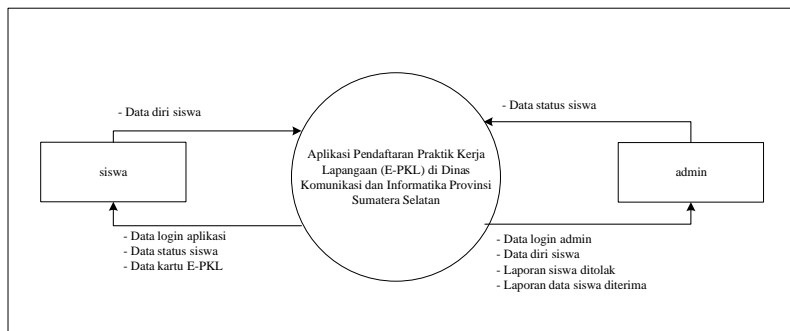 - Data diri siswa
- Data status siswa
siswa
Aplikasi Pendaftaran Praktik Kerja
Lapangaan (E-PKL) di Dinas
Komunikasi dan Informatika Provinsi
Sumatera Selatan
admin
- Data login aplikasi
- Data status siswa
- Data kartu E-PKL
- Data login admin
- Data diri siswa
- Laporan siswa ditolak
- Laporan data siswa diterima